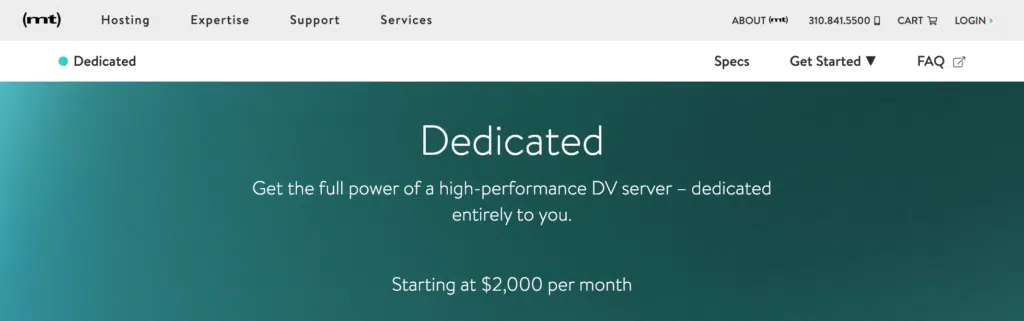 (mt) Hosting Expertise Support Services ABOUT (mt) 310.841.5500 CART LOGIN
Dedicated Specs Get Started ▼ FAQ
Dedicated
Get the full power of a high-performance DV server – dedicated
entirely to you.
Starting at $2,000 per month